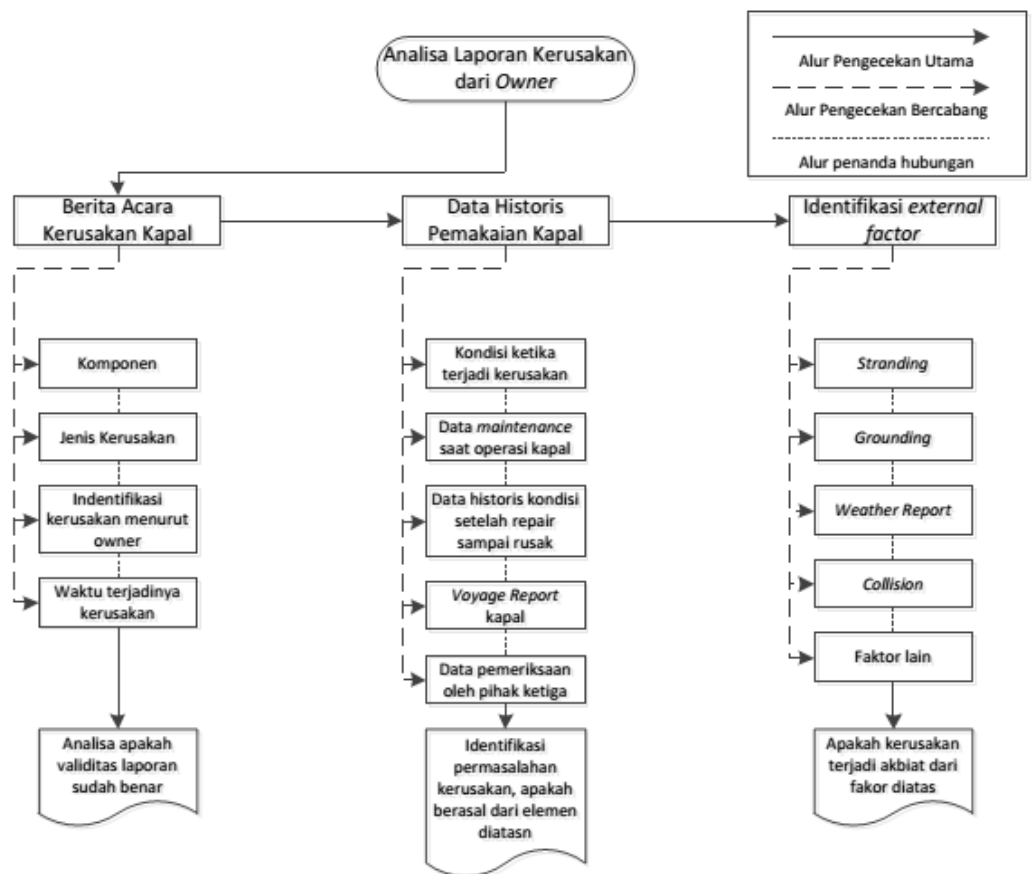 Analisa Laporan Kerusakan
dari Owner
Alur Pengecekan Utama
Alur Pengecekan Bercabang
Alur penanda hubungan
Berita Acara
Kerusakan Kapal
Data Historis
Pemakaian Kapal
Identifikasi external
factor
Komponen
Jenis Kerusakan
Indentifikasi
kerusakan menurut
owner
Waktu terjadinya
kerusakan
Analisa apakah
validitas laporan
sudah benar
Kondisi ketika
terjadi kerusakan
Data maintenance
saat operasi kapal
Data historis kondisi
setelah repair
sampai rusak
Voyage Report
kapal
Data pemeriksaan
oleh pihak ketiga
Identifikasi
permasalahan
kerusakan, apakah
berasal dari elemen
diatasn
Stranding
Grounding
Weather Report
Collision
Faktor lain
Apakah kerusakan
terjadi akbiat dari
fakor diatas